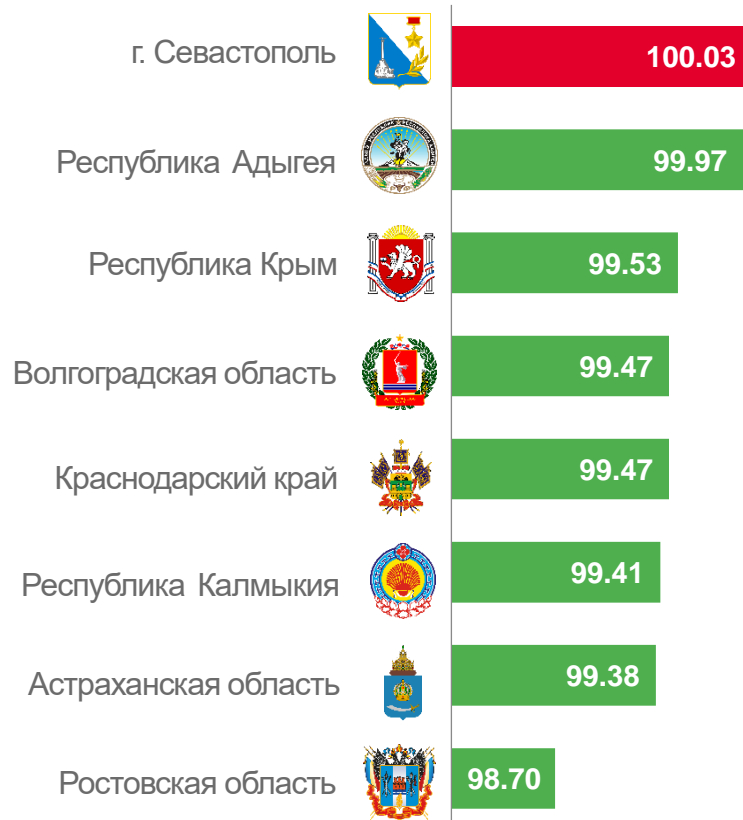 г. Севастополь 100.03
Республика Адыгея 99.97
Республика Крым 99.53
Волгоградская область 99.47
Краснодарский край 99.47
Республика Калмыкия 99.41
Астраханская область 99.38
Ростовская область 98.70